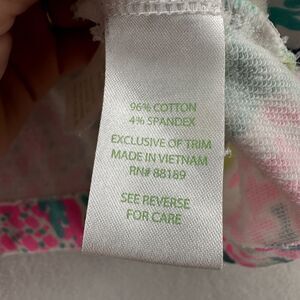 96% COTTON
4% SPANDEX
EXCLUSIVE OF TRIM
MADE IN VIETNAM
RN# 88189
SEE REVERSE
FOR CARE